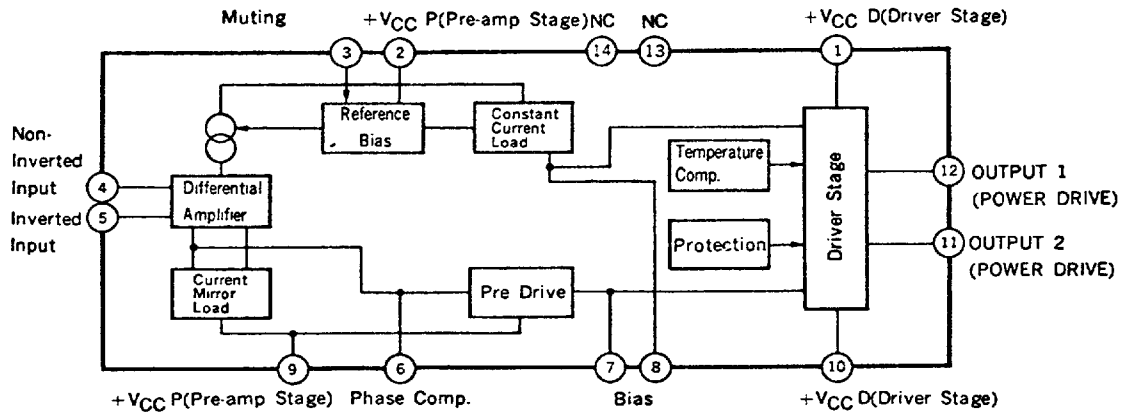 Muting
+VCC P(Pre-amp Stage)
NC
NC
+VCC D(Driver Stage)
3
2
14
13
1
Reference
Bias
Constant
Current
Load
Non-
Inverted
Input
4
Inverted
Input
5
Differential
Amplifier
Temperature
Comp.
Protection
Driver Stage
12
OUTPUT 1
(POWER DRIVE)
11
OUTPUT 2
(POWER DRIVE)
Current
Mirror
Load
Pre Drive
9
6
7
8
10
+VCC P(Pre-amp Stage)
Phase Comp.
Bias
+VCC D(Driver Stage)